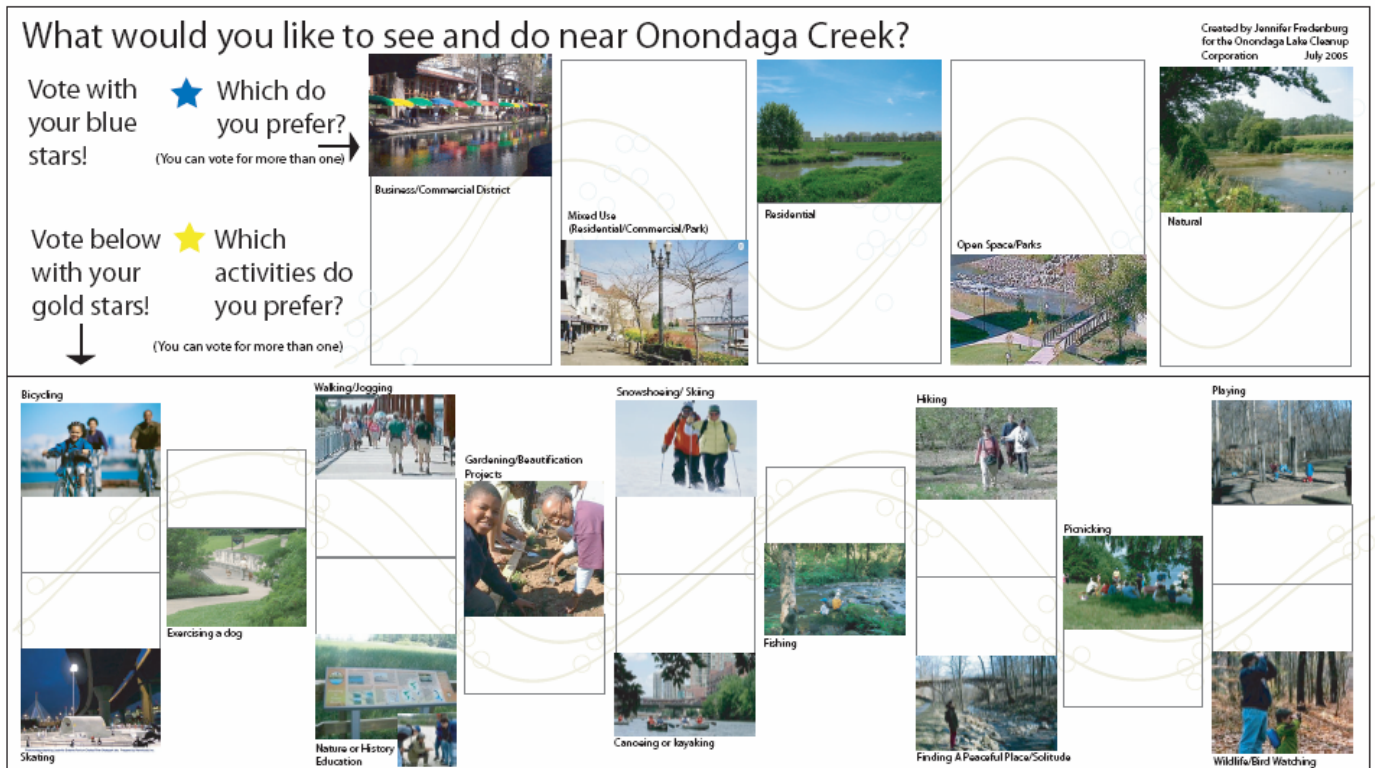 What would you like to see and do near Onondaga Creek?
Created by Jennifer Fredenburg
for the Onondaga Lake Cleanup
Corporation July 2005
Vote with
your blue
stars!
Which do
you prefer?
(You can vote for more than one)
Business/Commercial District
Mixed Use
(Residential/Commercial/Park)
Residential
Open Space/Parks
Natural
Vote below
with your
gold stars!
Which
activities do
you prefer?
(You can vote for more than one)
Bicycling
Walking/Jogging
Snowshoeing/ Skiing
Hiking
Playing
Gardening/Beautification
Projects
Picnicking
Exercising a dog
Fishing
Skating
Nature or History
Education
Canoeing or kayaking
Finding A Peaceful Place/Solitude
Wildlife/Bird Watching